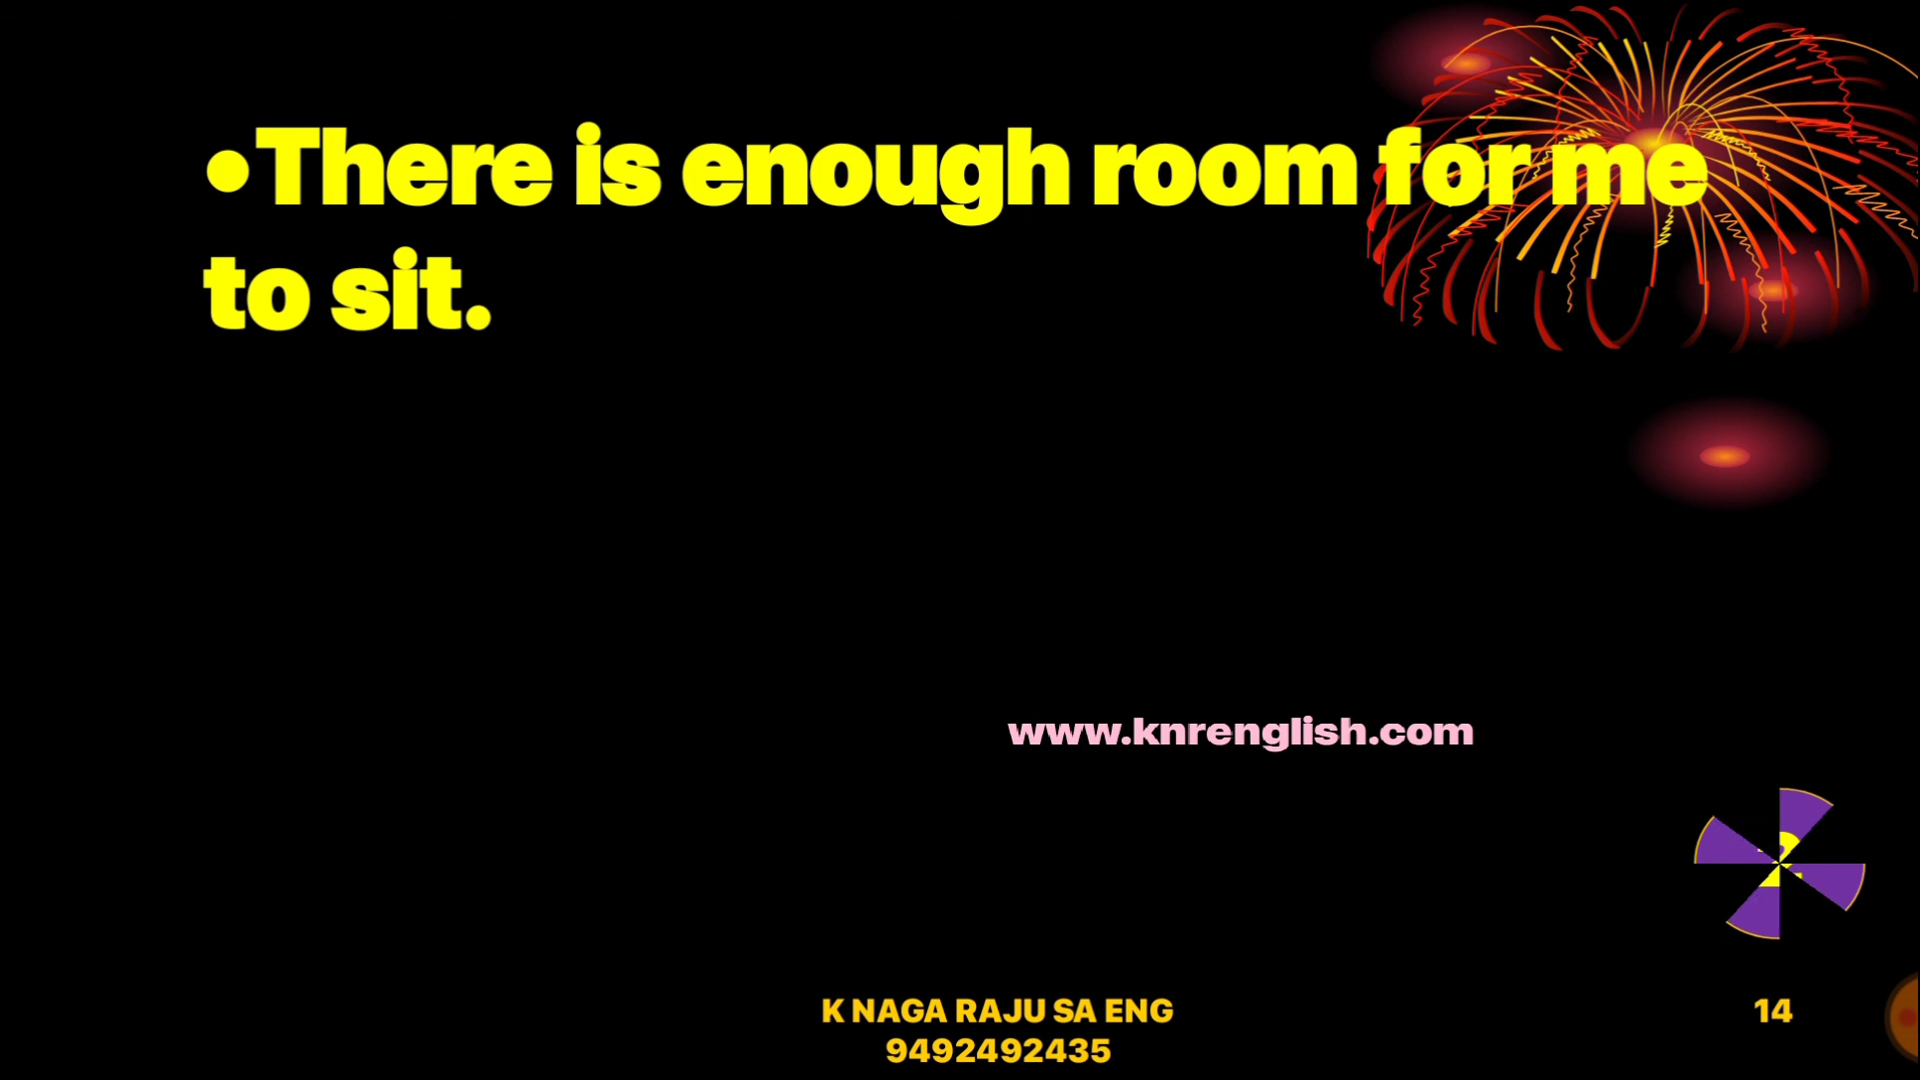 •There is enough room for me
to sit.
www.knrenglish.com
K NAGA RAJU SA ENG
9492492435
14